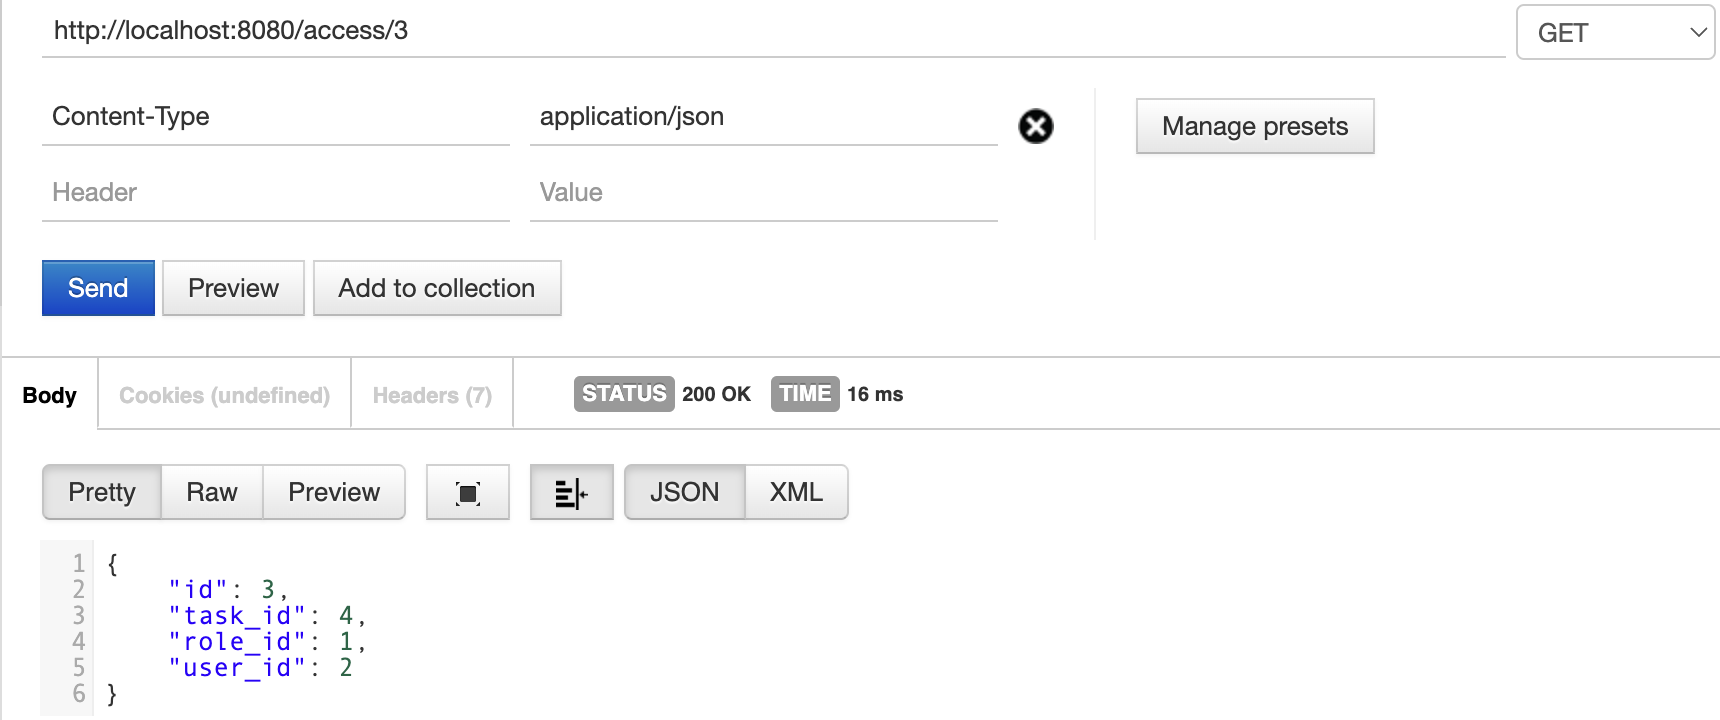 http://localhost:8080/access/3 GET
Content-Type application/json Manage presets
Header Value
Send Preview Add to collection
Body Cookies (undefined) Headers (7) STATUS 200 OK TIME 16 ms
Pretty Raw Preview JSON XML
1 {
2 "id": 3,
3 "task_id": 4,
4 "role_id": 1,
5 "user_id": 2
6 }